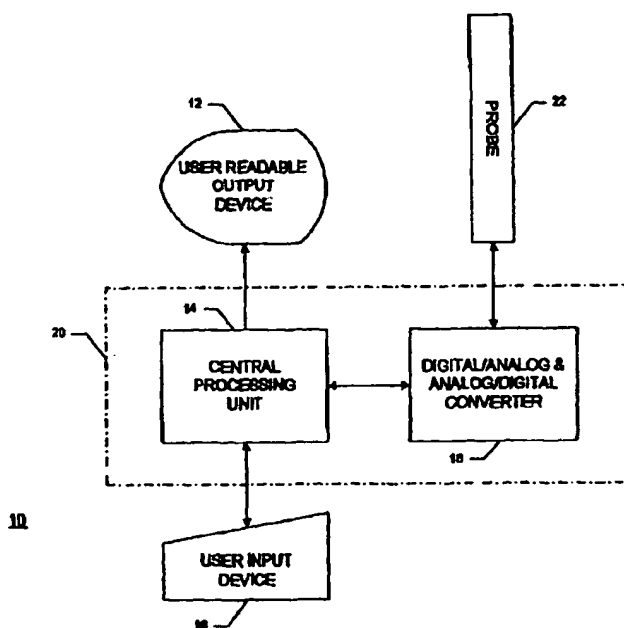 12
USER READABLE
OUTPUT
DEVICE
PROBE
22
20
14
CENTRAL
PROCESSING
UNIT
DIGITAL/ANALOG &
ANALOG/DIGITAL
CONVERTER
18
10
USER INPUT
DEVICE
16